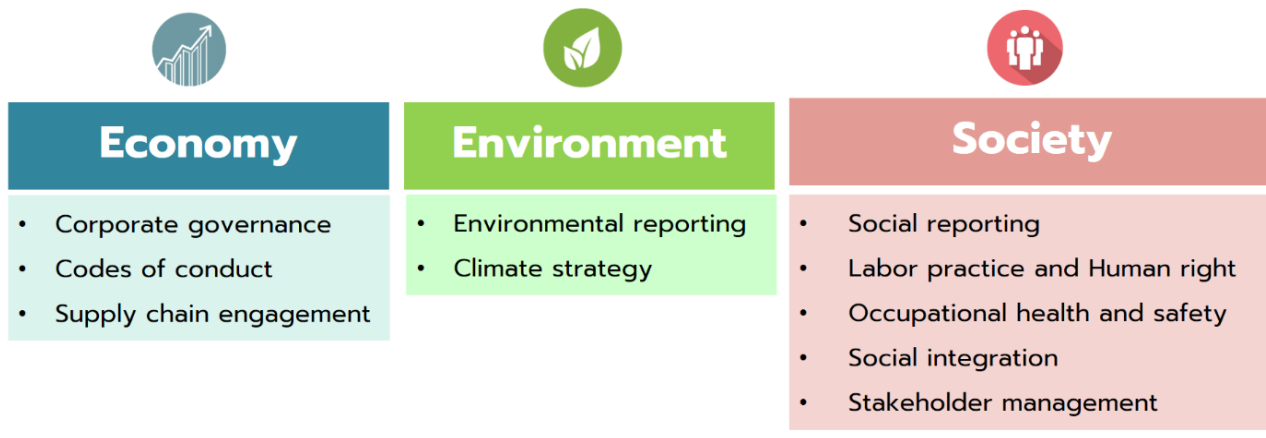 Economy
• Corporate governance
• Codes of conduct
• Supply chain engagement
Environment
• Environmental reporting
• Climate strategy
Society
• Social reporting
• Labor practice and Human right
• Occupational health and safety
• Social integration
• Stakeholder management